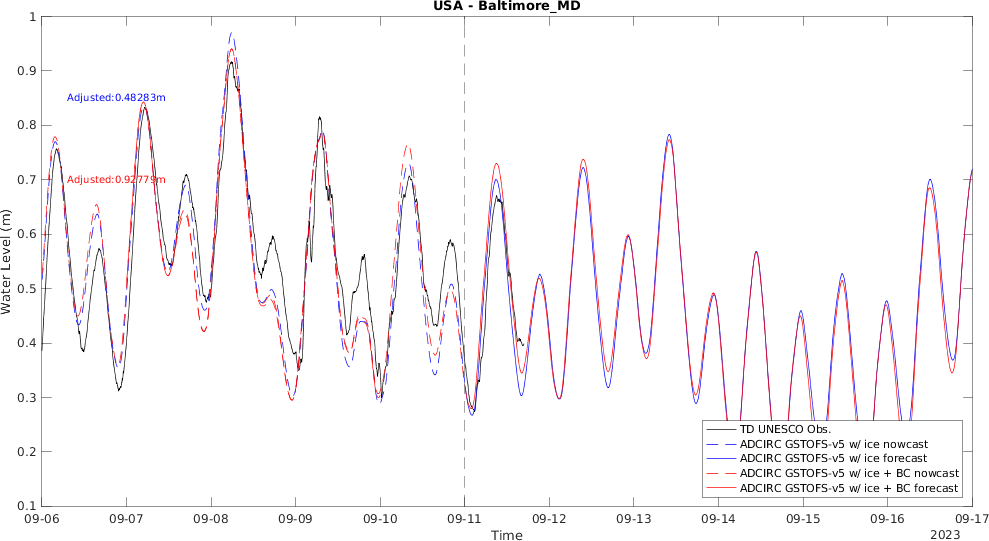 USA - Baltimore_MD
1
0.9
0.8
0.7
0.6
0.5
0.4
0.3
0.2
0.1
Water Level (m)
Adjusted:0.48283m
Adjusted:0.92779m
TD UNESCO Obs.
ADCIRC GSTOFS-v5 w/ ice nowcast
ADCIRC GSTOFS-v5 w/ ice forecast
ADCIRC GSTOFS-v5 w/ ice + BC nowcast
ADCIRC GSTOFS-v5 w/ ice + BC forecast
09-06 09-07 09-08 09-09 09-10 09-11 09-12 09-13 09-14 09-15 09-16 09-17
Time
2023